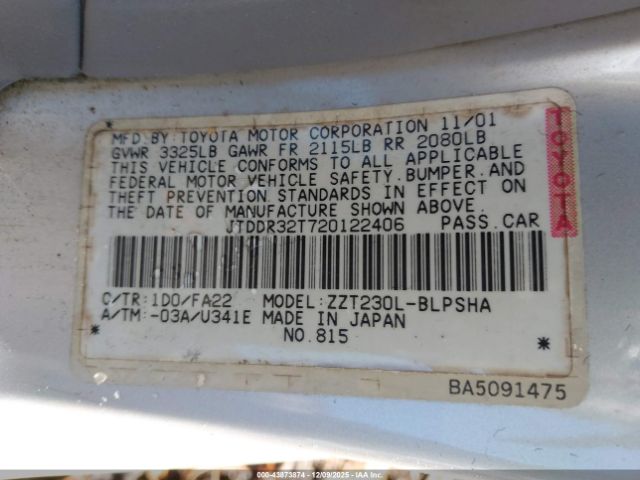 MFD.BY:TOYOTA MOTOR CORPORATION 11/01
GVWR 3325LB GAWR FR 2115LB RR 2080LB
THIS VEHICLE CONFORMS TO ALL APPLICABLE
FEDERAL MOTOR VEHICLE SAFETY.BUMPER.AND
THEFT PREVENTION STANDARDS IN EFFECT ON
THE DATE OF MANUFACTURE SHOWN ABOVE.
JTDDR32T720122406 PASS.CAR
TOYOTA
C/TR:1D0/FA22 MODEL:ZZT230L-BLPSHA
A/TM:-03A/U341E MADE IN JAPAN
* NO.815 *
BA5091475
000-43873874 | 12/09/2025 - IAAI.COM